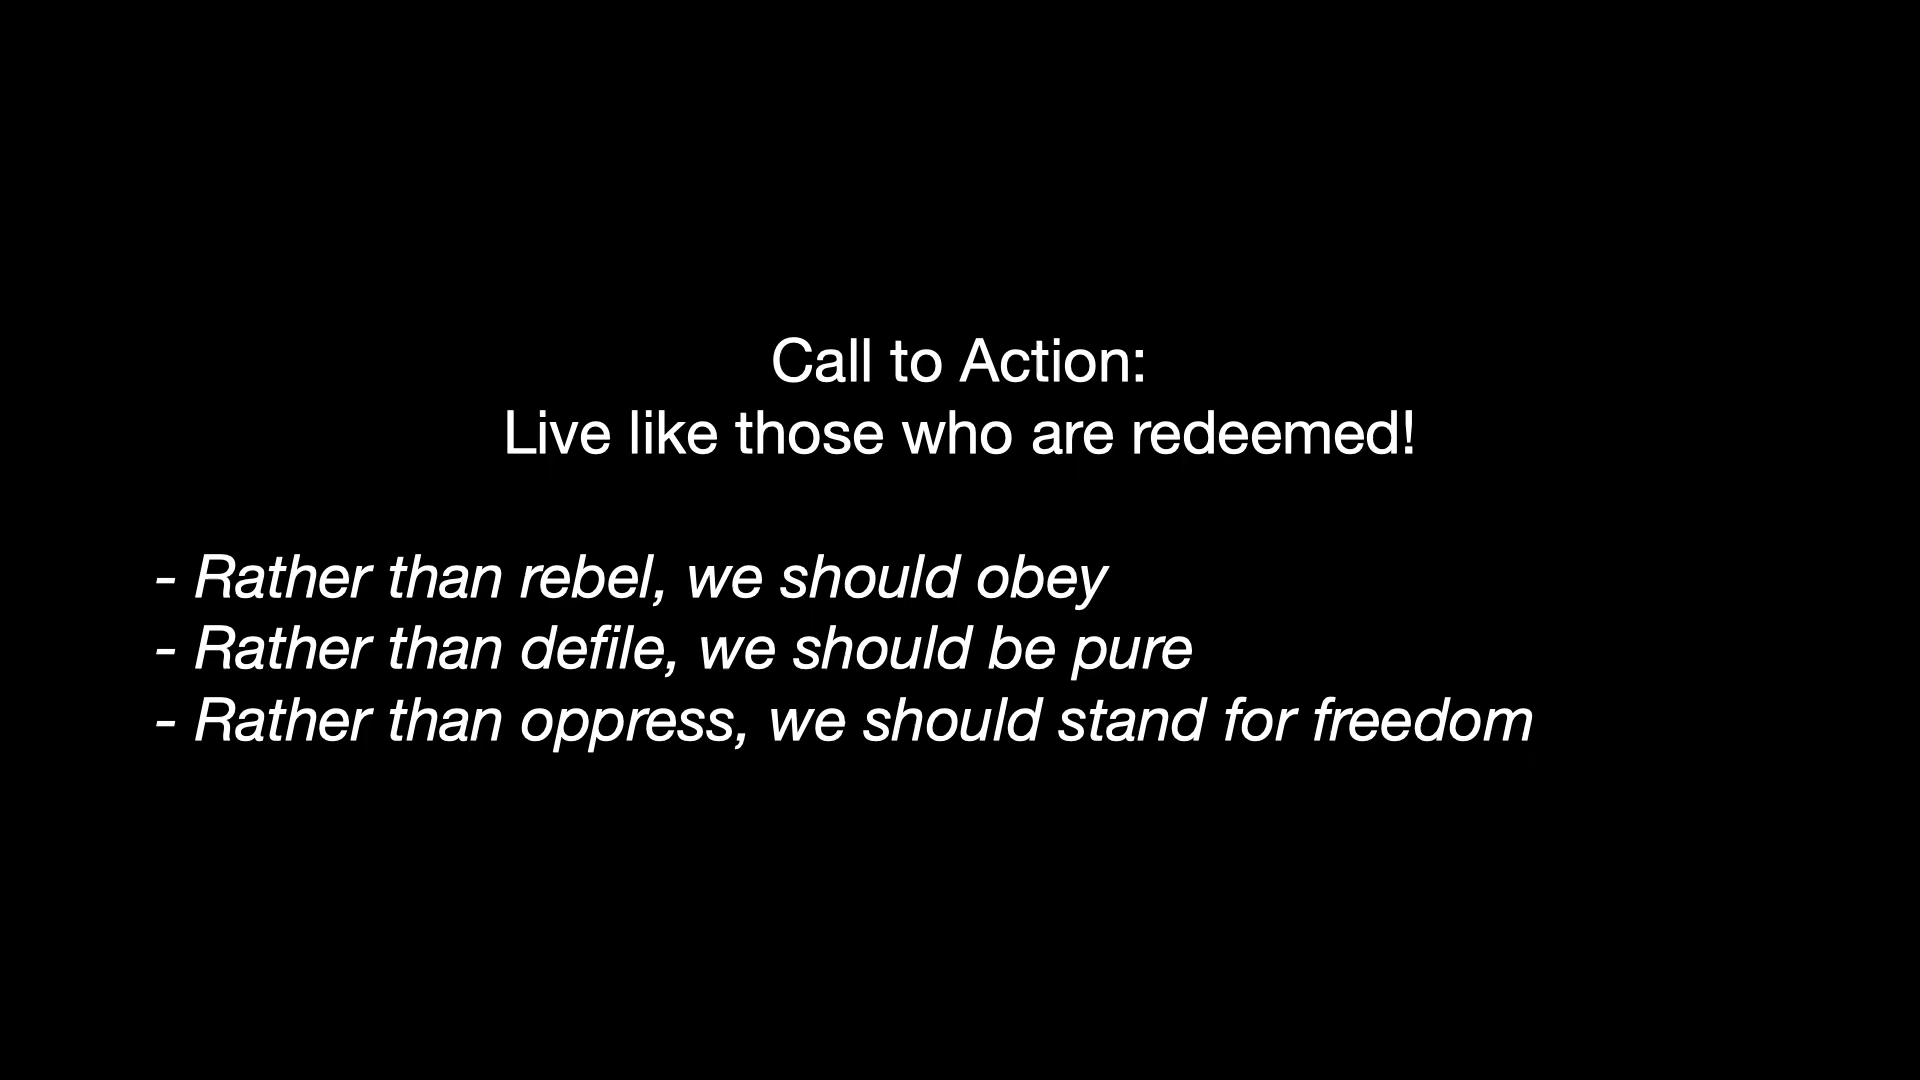 Call to Action:
Live like those who are redeemed!
- Rather than rebel, we should obey
- Rather than defile, we should be pure
- Rather than oppress, we should stand for freedom